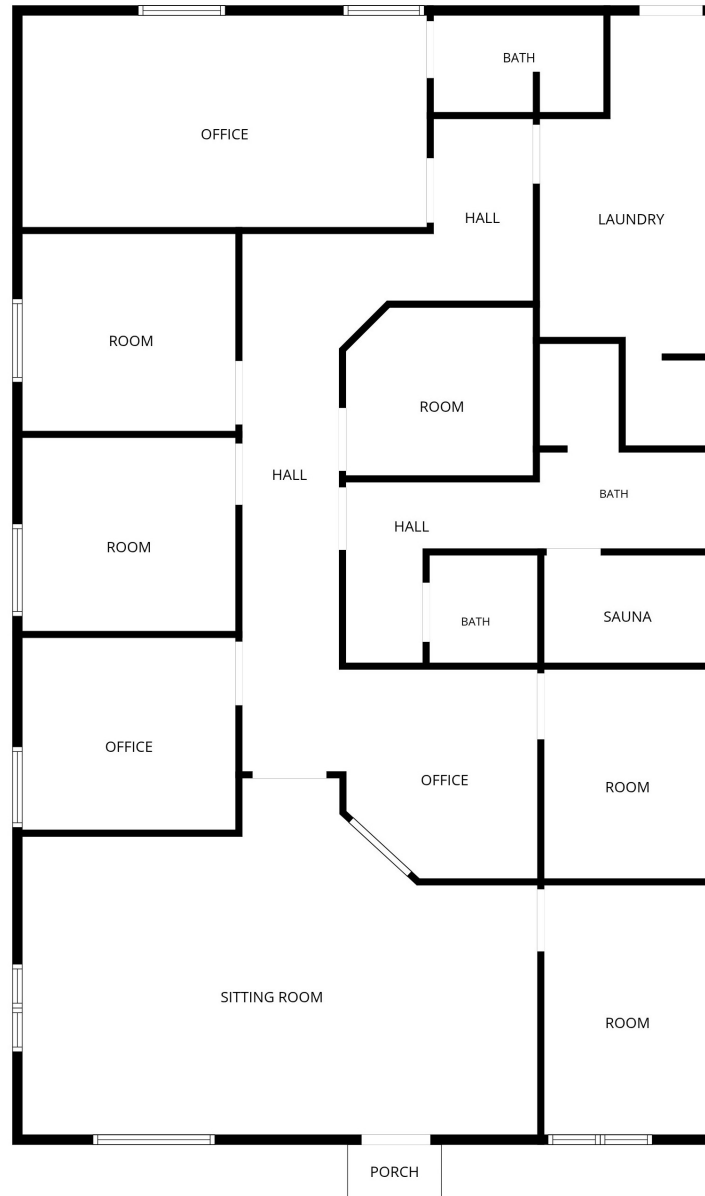 BATH
OFFICE
HALL
LAUNDRY
ROOM
ROOM
HALL
BATH
HALL
ROOM
BATH
SAUNA
OFFICE
OFFICE
ROOM
SITTING ROOM
ROOM
PORCH